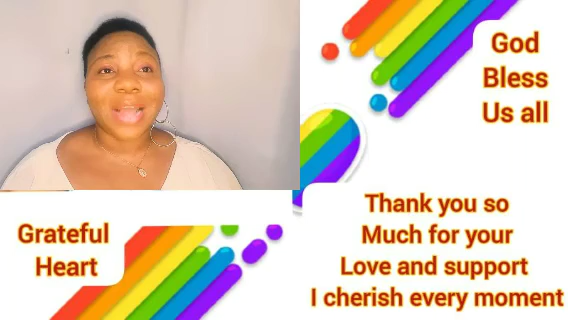 God
Bless
Us all
Grateful
Heart
Thank you so
Much for your
Love and support
I cherish every moment